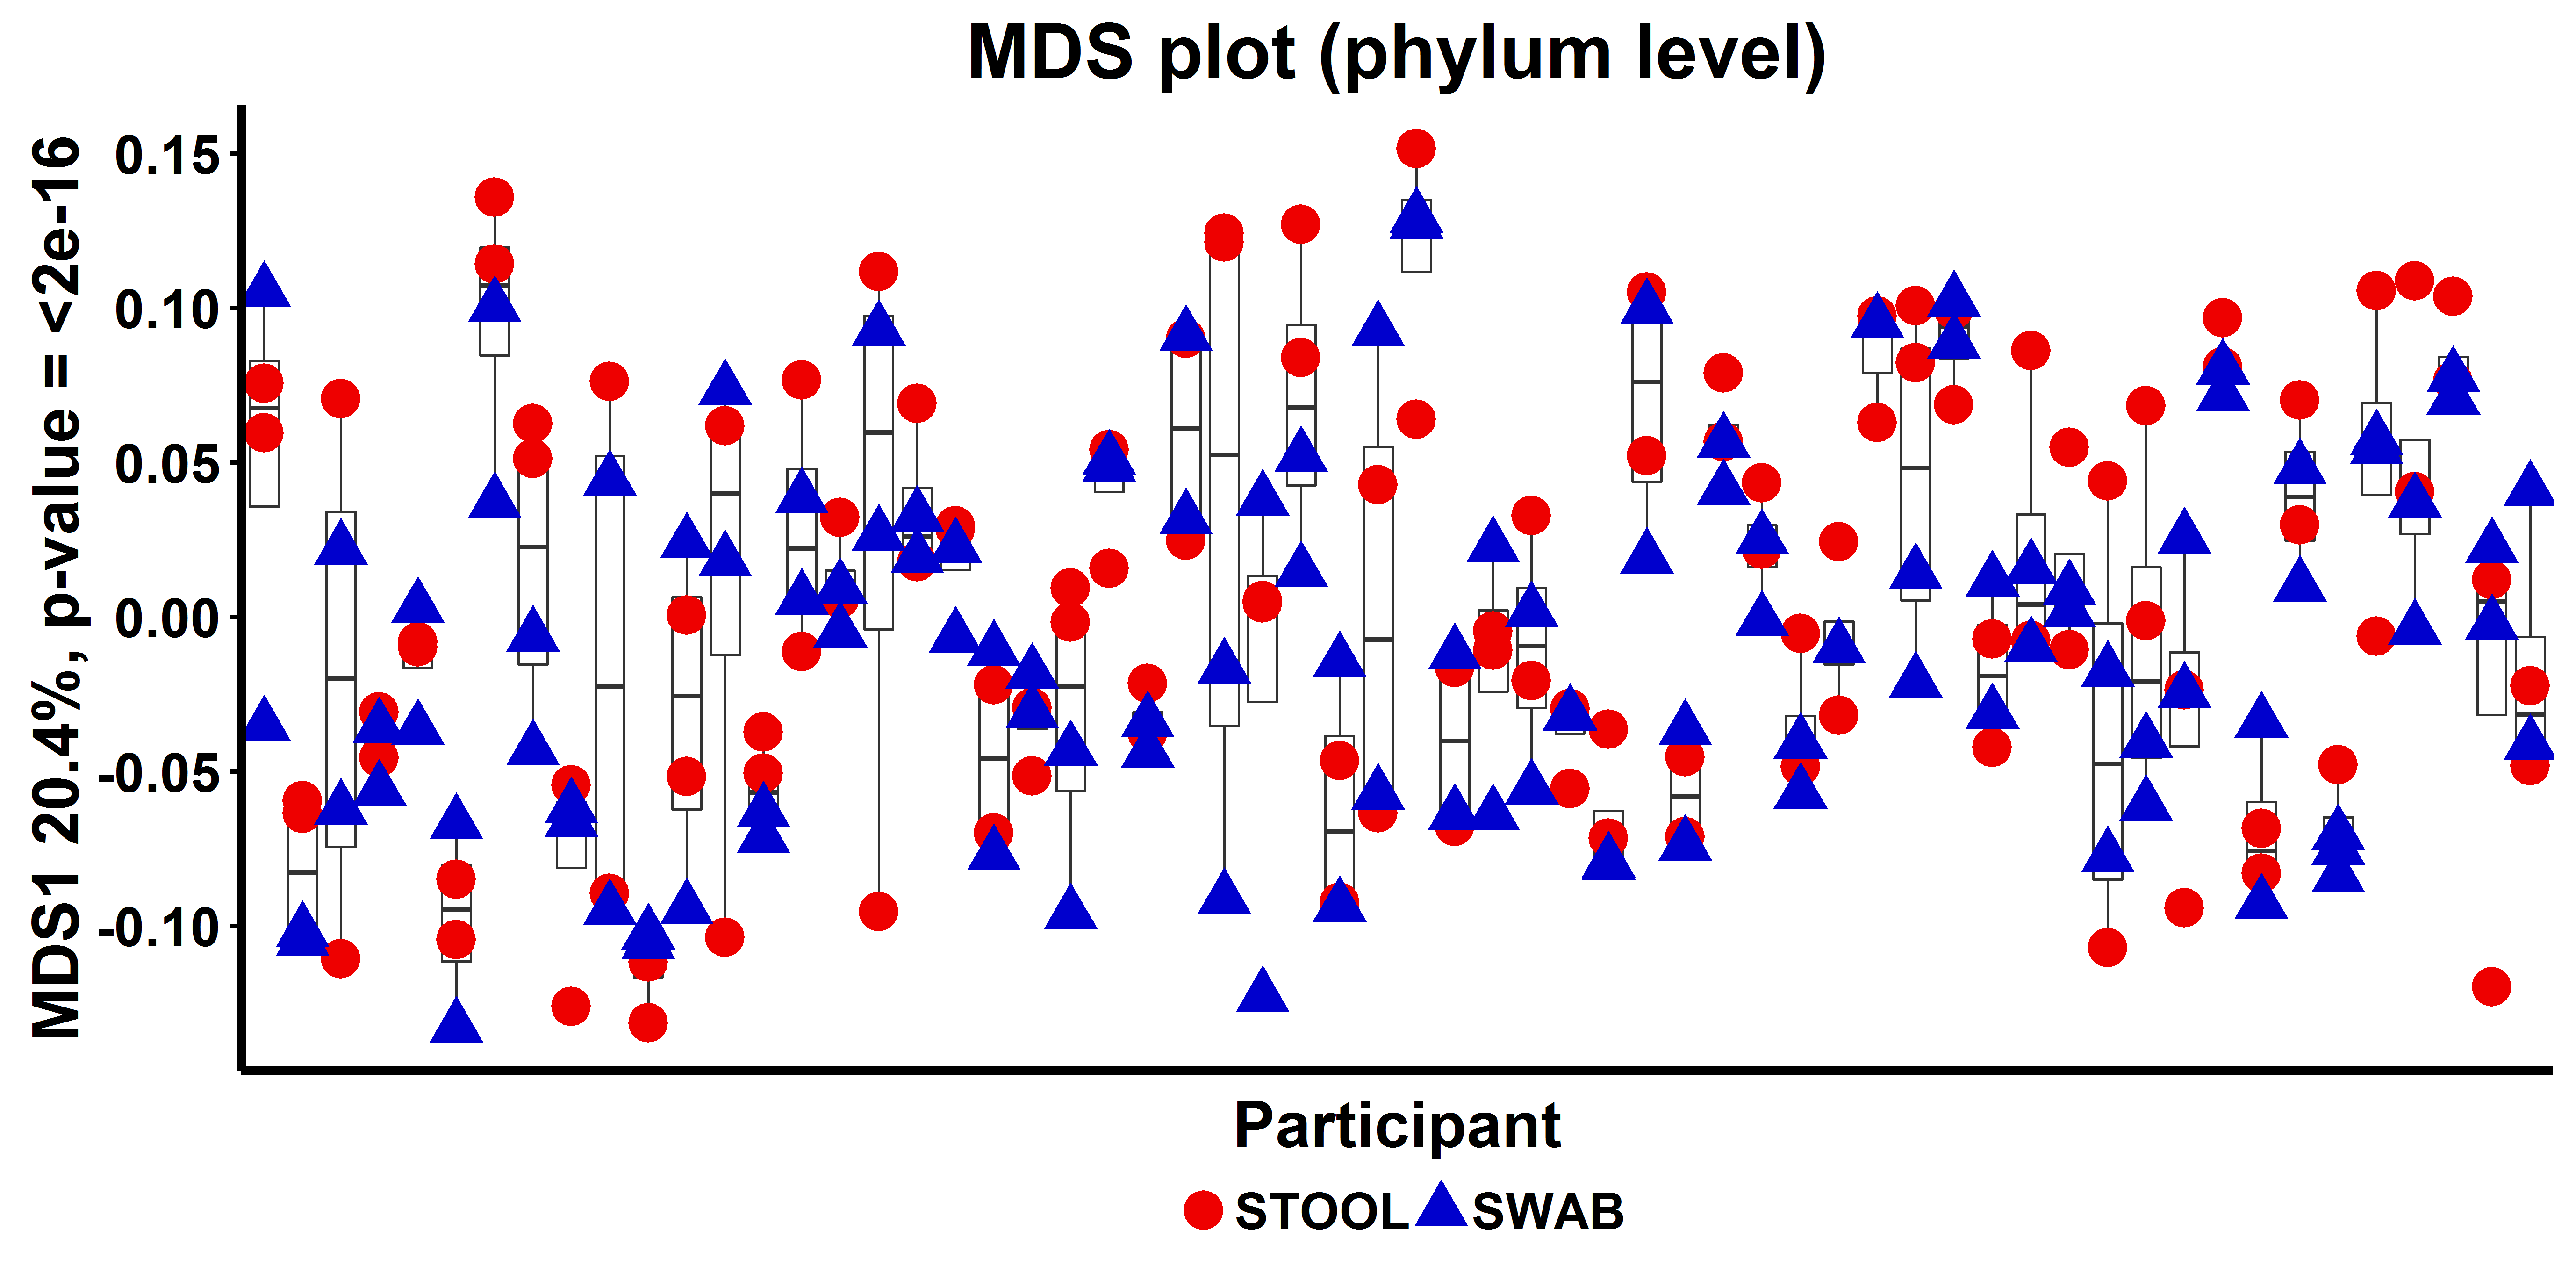 MDS plot (phylum level)
MDS1 20.4%, p-value = <2e-16
0.15
0.10
0.05
0.00
-0.05
-0.10
Participant
STOOL SWAB